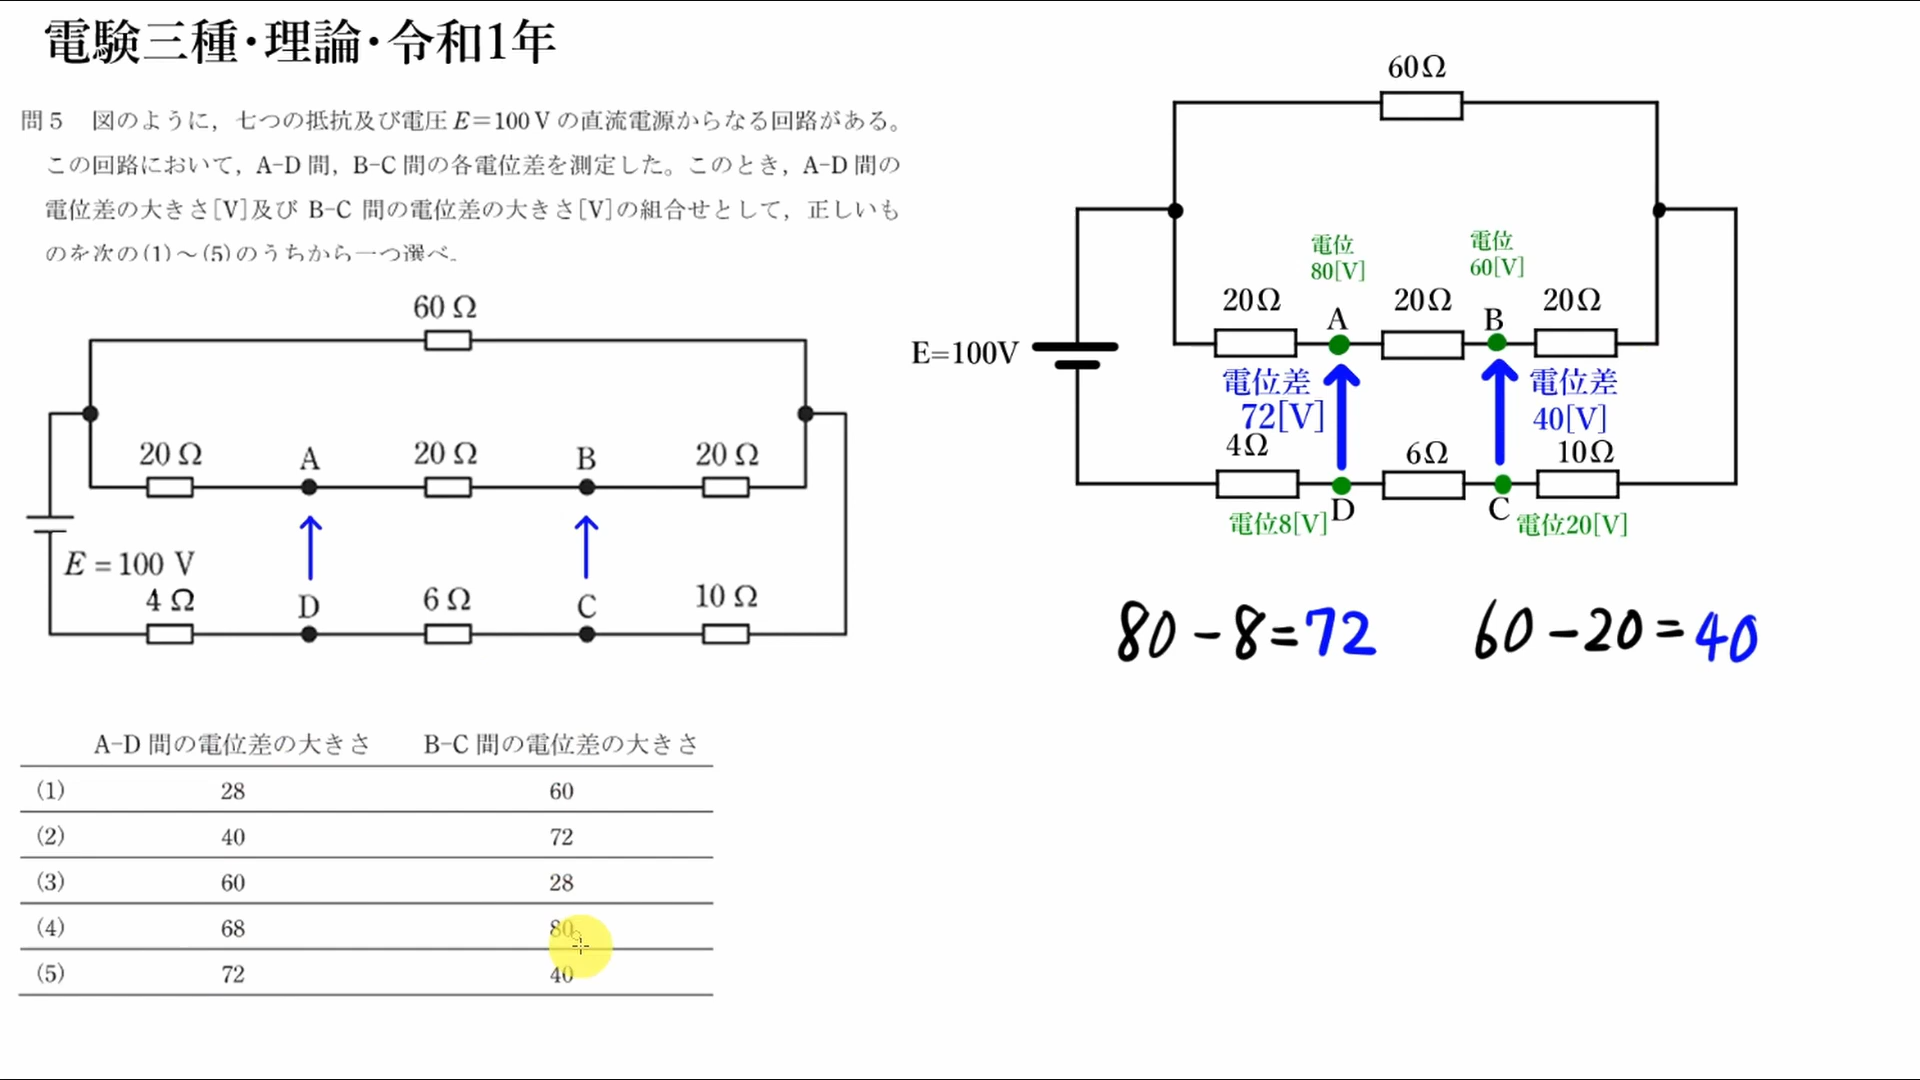 電験三種・理論・令和1年
問5 図のように，七つの抵抗及び電圧E=100Vの直流電源からなる回路がある。
この回路において，A-D間，B-C間の各電位差を測定した。このとき，A-D間の
電位差の大きさ[V]及び B-C 間の電位差の大きさ[V]の組合せとして，正しいも
のを次の(1)～(5)のうちから一つ選べ。
60 Ω
20 Ω A 20 Ω B 20 Ω
E = 100 V
4 Ω D 6 Ω C 10 Ω
A-D 間の電位差の大きさ B-C 間の電位差の大きさ
(1) 28 60
(2) 40 72
(3) 60 28
(4) 68 80
(5) 72 40
60Ω
電位 80[V]
電位 60[V]
20Ω A 20Ω B 20Ω
E=100V
電位差 72[V]
電位差 40[V]
4Ω 6Ω 10Ω
電位8[V] D C 電位20[V]
80-8=72 60-20=40